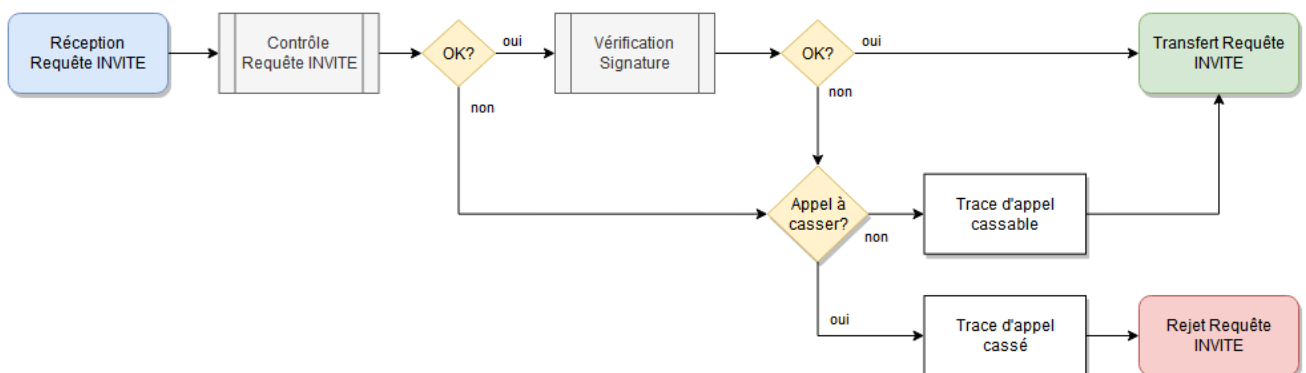 Réception
Requête INVITE
Contrôle
Requête INVITE
OK?
oui
Vérification
Signature
OK?
oui
Transfert Requête
INVITE
non
non
Appel à
casser?
non
Trace d'appel
cassable
oui
Trace d'appel
cassé
Rejet Requête
INVITE